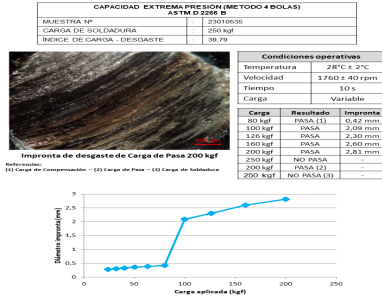 CAPACIDAD EXTREMA PRESIÓN (METODO 4 BOLAS)
ASTM D 2266 B
MUESTRA Nº : 23010535
CARGA DE SOLDADURA : 250 kgf
ÍNDICE DE CARGA - DESGASTE : 39,79
Condiciones operativas
Temperatura 28°C ± 2°C
Velocidad 1760 ± 40 rpm
Tiempo 10 s
Carga Variable
Carga Resultado Impronta
80 kgf PASA (1) 0,42 mm
100 kgf PASA 2,09 mm
126 kgf PASA 2,30 mm
160 kgf PASA 2,60 mm
200 kgf PASA 2,81 mm
250 kgf NO PASA -
200 kgf PASA (2) -
250 kgf NO PASA (3) -
Impronta de desgaste de Carga de Pasa 200 kgf
Referencias:
(1) Carga de Compensación – (2) Carga de Pasa – (3) Carga de Soldadura
Diámetro impronta (mm)
3
2,5
2
1,5
1
0,5
0
0 50 100 150 200 250
Carga aplicada (kgf)